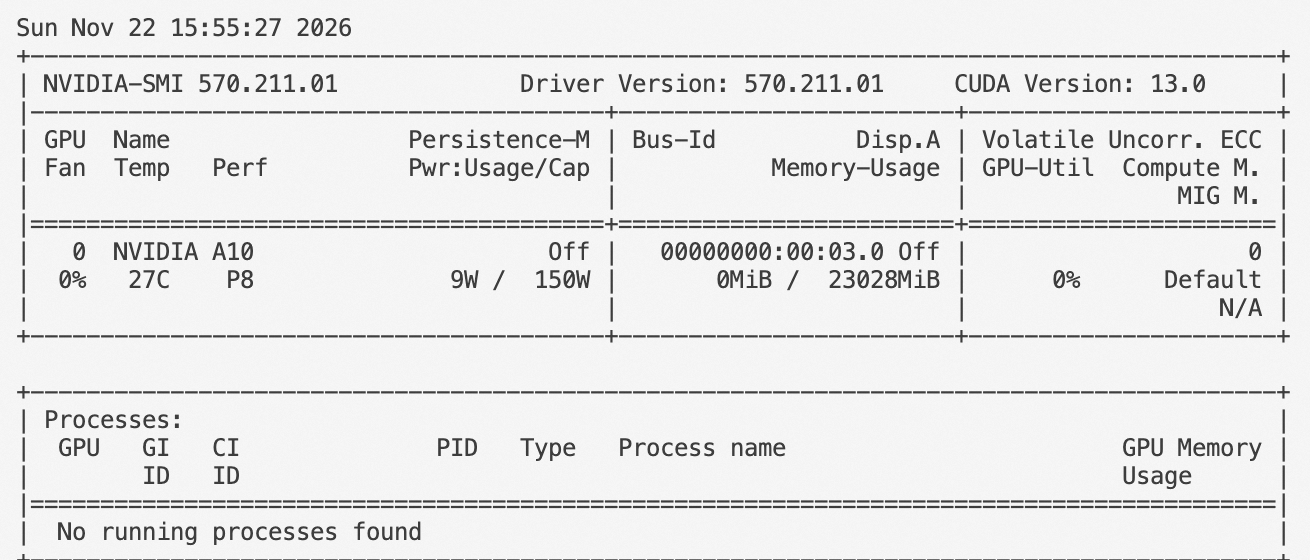 Sun Nov 22 15:55:27 2026
+-----------------------------------------------------------------------------------------+
| NVIDIA-SMI 570.211.01             Driver Version: 570.211.01     CUDA Version: 13.0     |
|-----------------------------------------+------------------------+----------------------+
| GPU  Name                 Persistence-M | Bus-Id          Disp.A | Volatile Uncorr. ECC |
| Fan  Temp   Perf          Pwr:Usage/Cap |           Memory-Usage | GPU-Util  Compute M. |
|                                         |                        |               MIG M. |
|=========================================+========================+======================|
|   0  NVIDIA A10                     Off |   00000000:00:03.0 Off |                    0 |
|  0%   27C    P8                9W /  150W |       0MiB /  23028MiB |     0%      Default |
|                                         |                        |                  N/A |
+-----------------------------------------+------------------------+----------------------+

+-----------------------------------------------------------------------------------------+
| Processes:                                                                              |
|  GPU   GI   CI              PID   Type   Process name                        GPU Memory |
|        ID   ID                                                               Usage      |
|=========================================================================================|
|  No running processes found                                                             |
+-----------------------------------------------------------------------------------------+